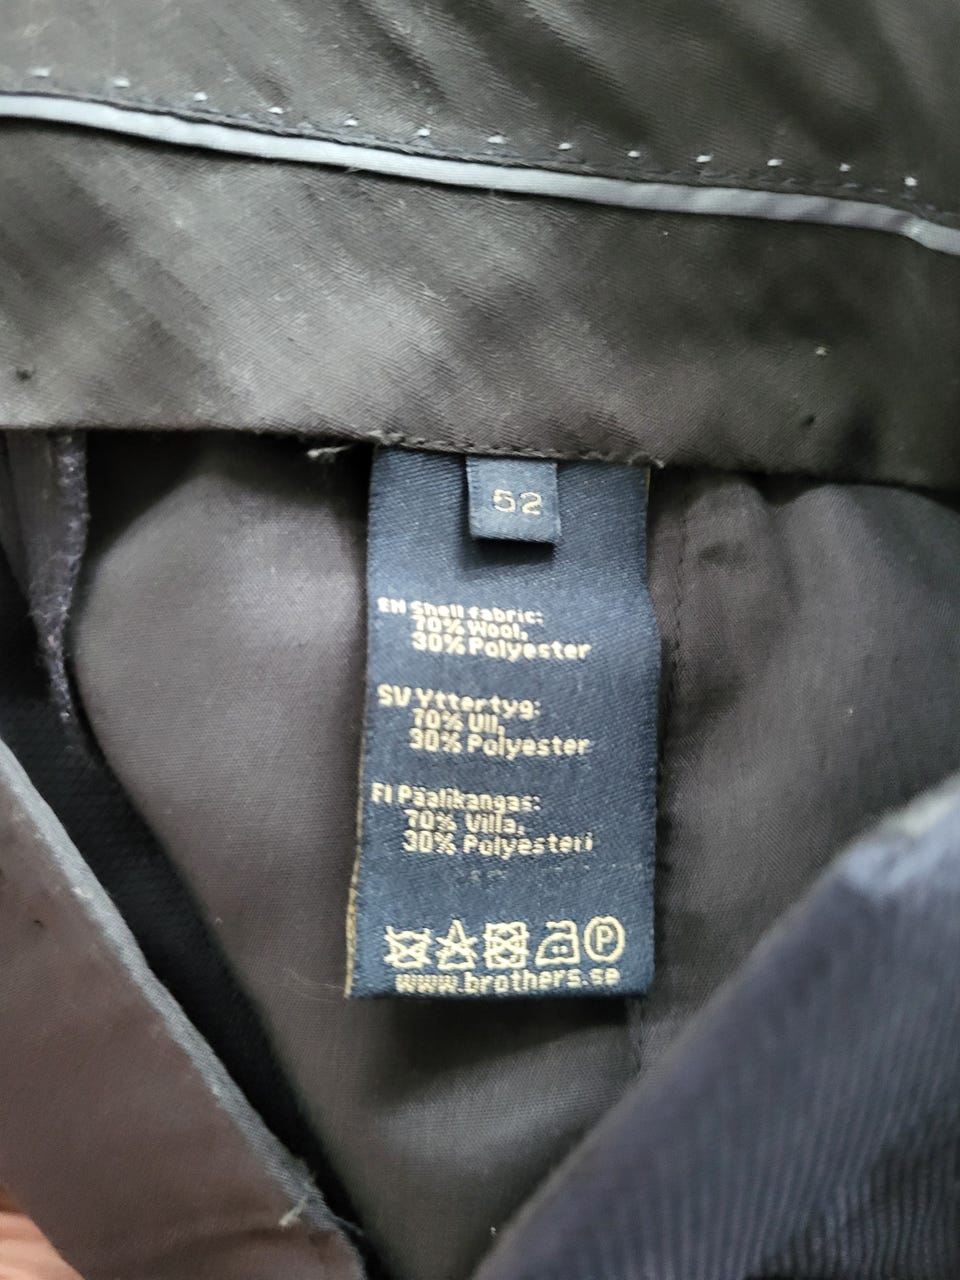 52
EN Shell fabric:
70% Wool,
30% Polyester
SV Yttertyg:
70% Ull,
30% Polyester
FI Päälikangas:
70% Villa,
30% Polyesteri
P
www.brothers.se